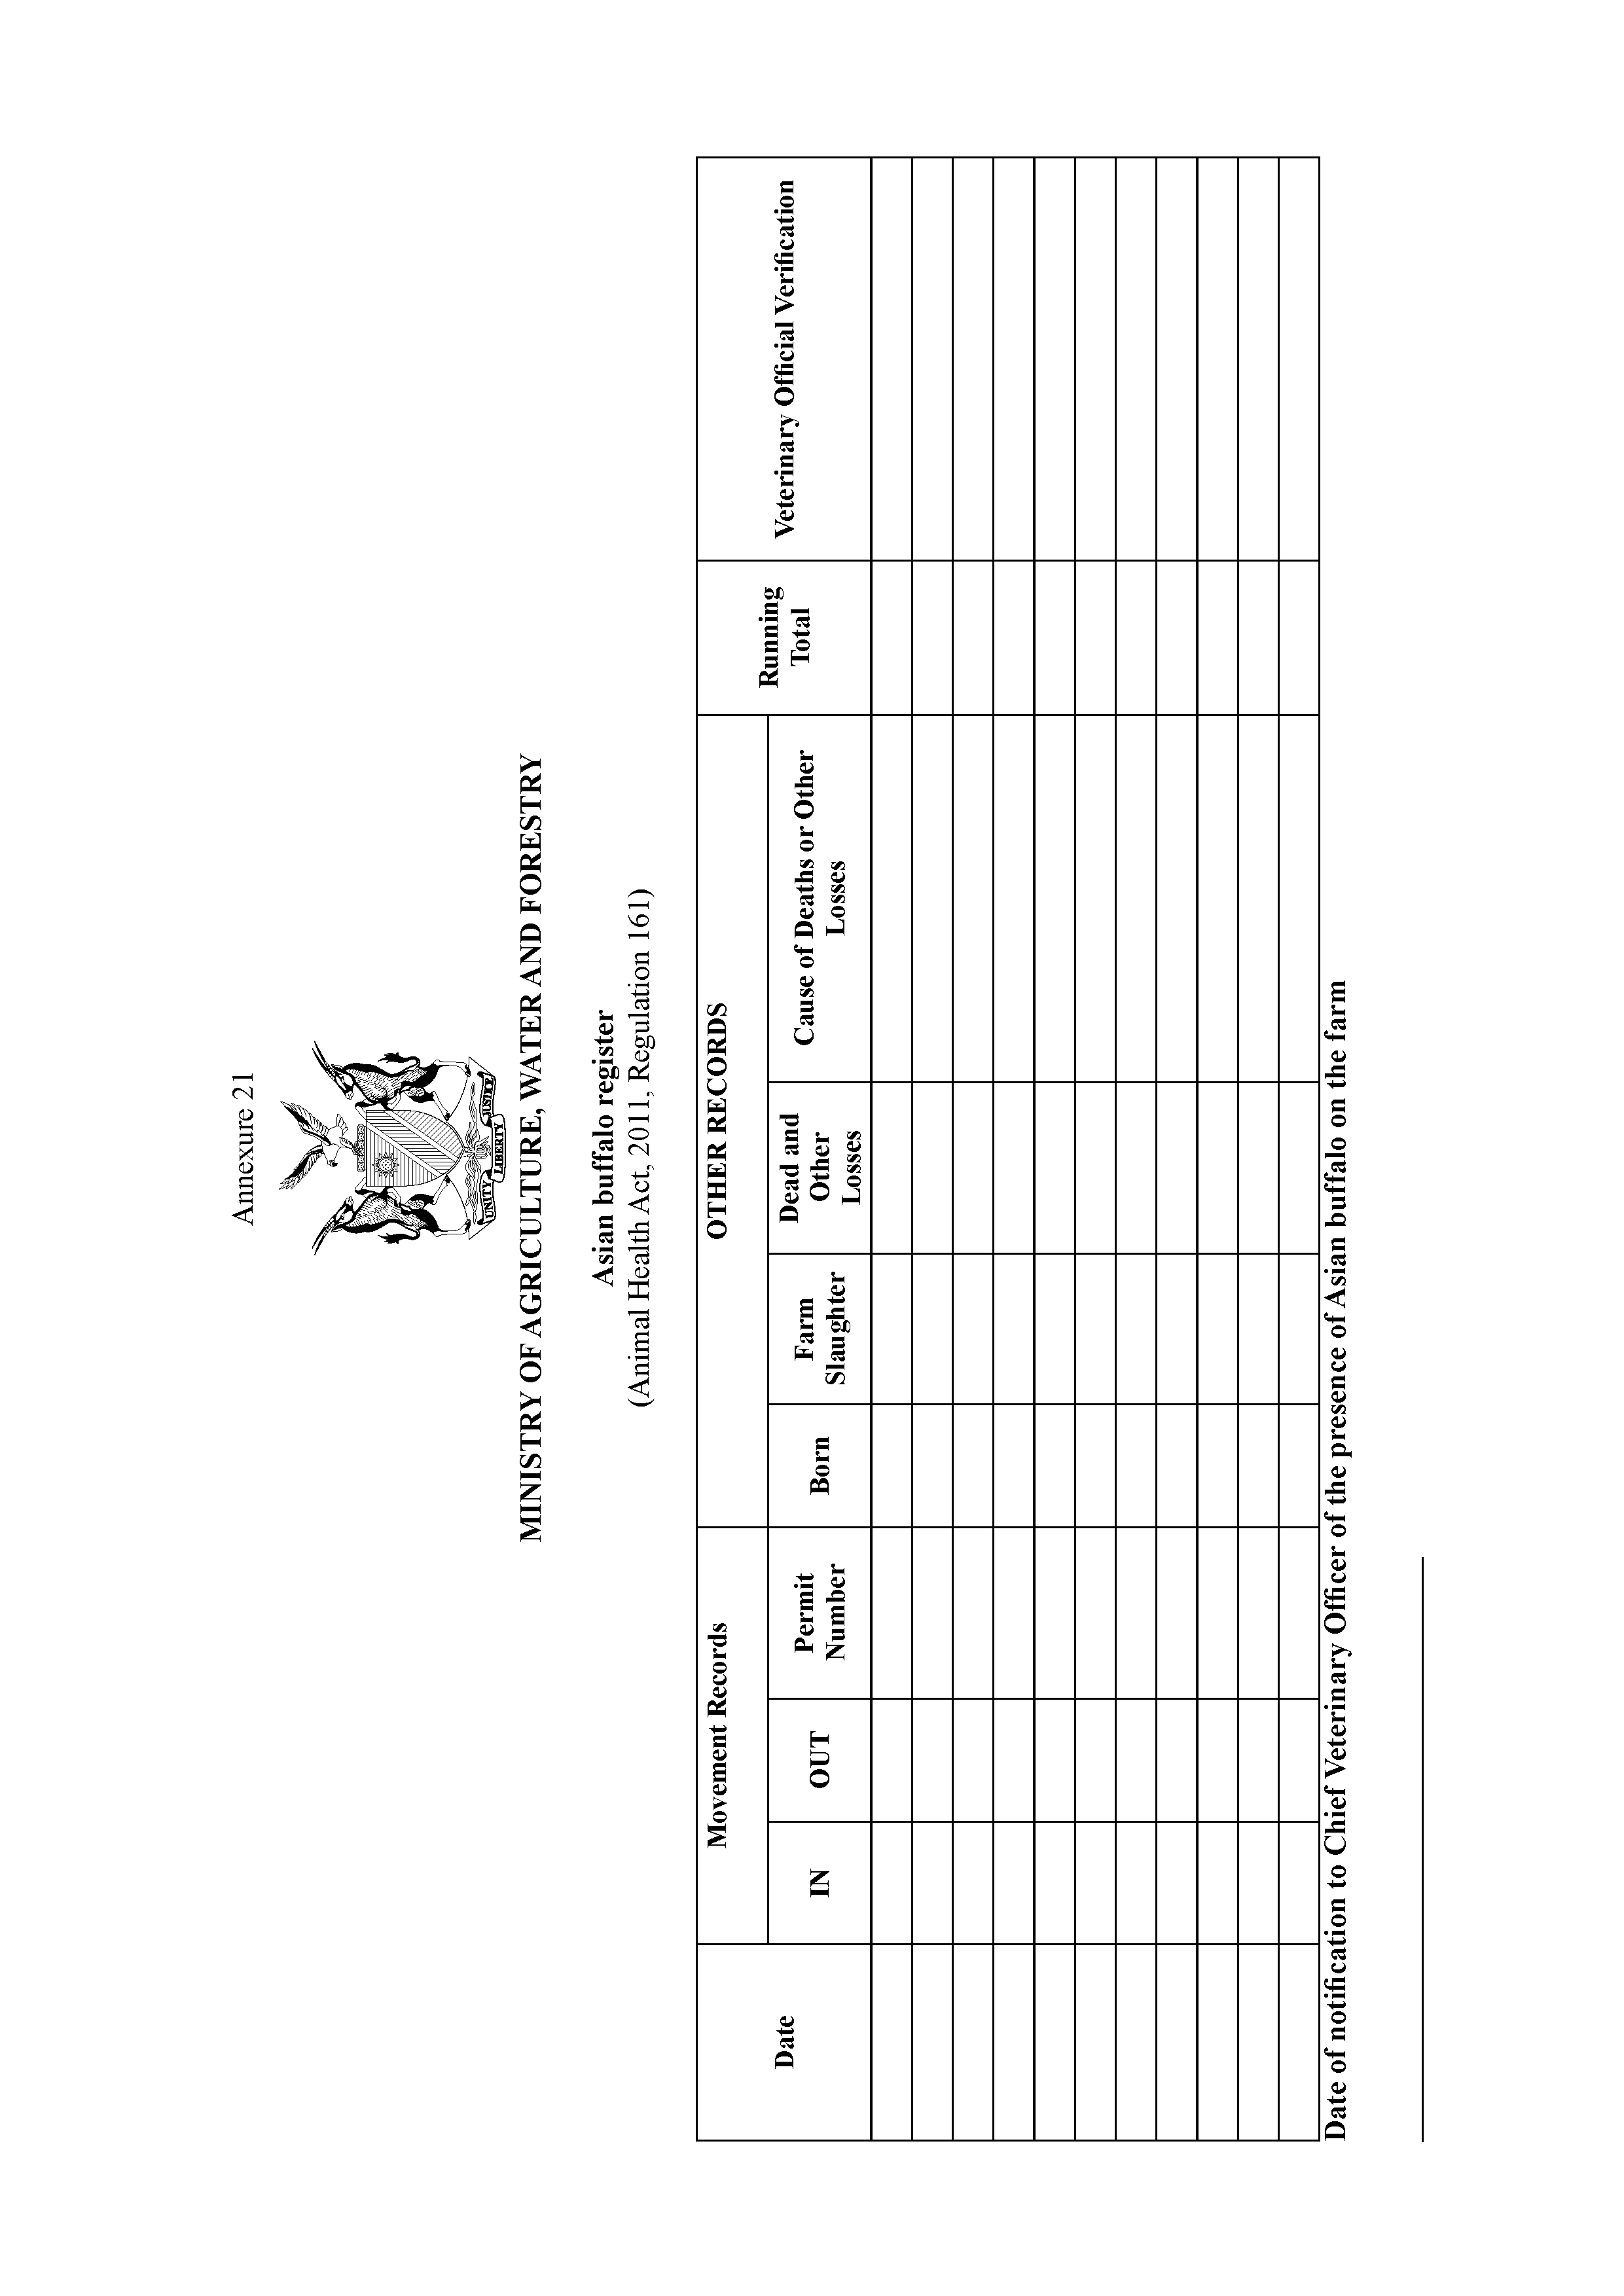 Annexure 21
UNITY LIBERTY JUSTICE
MINISTRY OF AGRICULTURE, WATER AND FORESTRY
Asian buffalo register
(Animal Health Act, 2011, Regulation 161)
Date
Movement Records
OTHER RECORDS
Running
Total
Veterinary Official Verification
IN
OUT
Permit
Number
Born
Farm
Slaughter
Dead and
Other
Losses
Cause of Deaths or Other
Losses
Date of notification to Chief Veterinary Officer of the presence of Asian buffalo on the farm